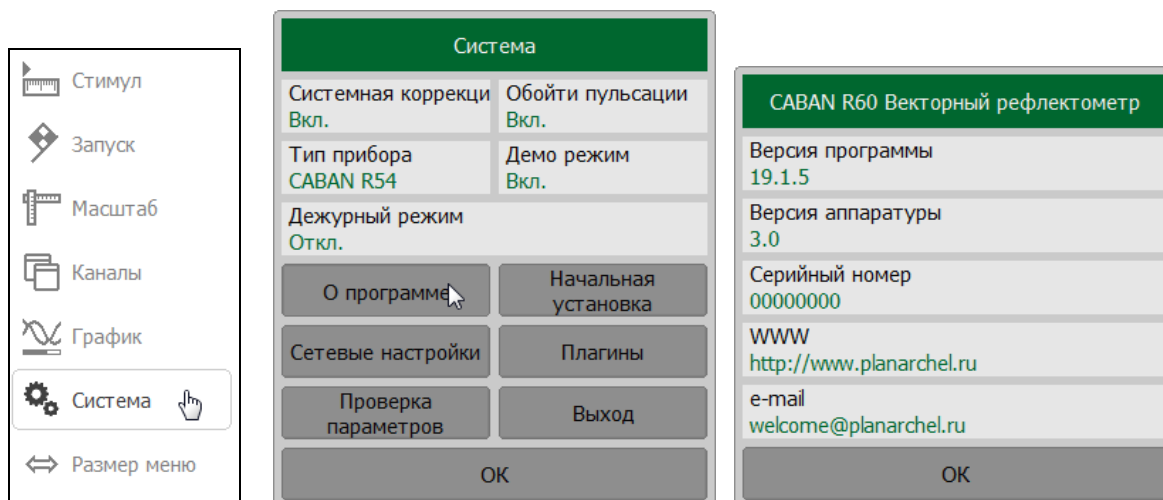 Стимул
Запуск
Масштаб
Каналы
График
Система
Размер меню
Система
Системная коррекци
Вкл.
Обойти пульсации
Вкл.
Тип прибора
CABAN R54
Демо режим
Вкл.
Дежурный режим
Откл.
О программе
Начальная
установка
Сетевые настройки
Плагины
Проверка
параметров
Выход
ОК
CABAN R60 Векторный рефлектометр
Версия программы
19.1.5
Версия аппаратуры
3.0
Серийный номер
00000000
WWW
http://www.planarchel.ru
e-mail
welcome@planarchel.ru
ОК